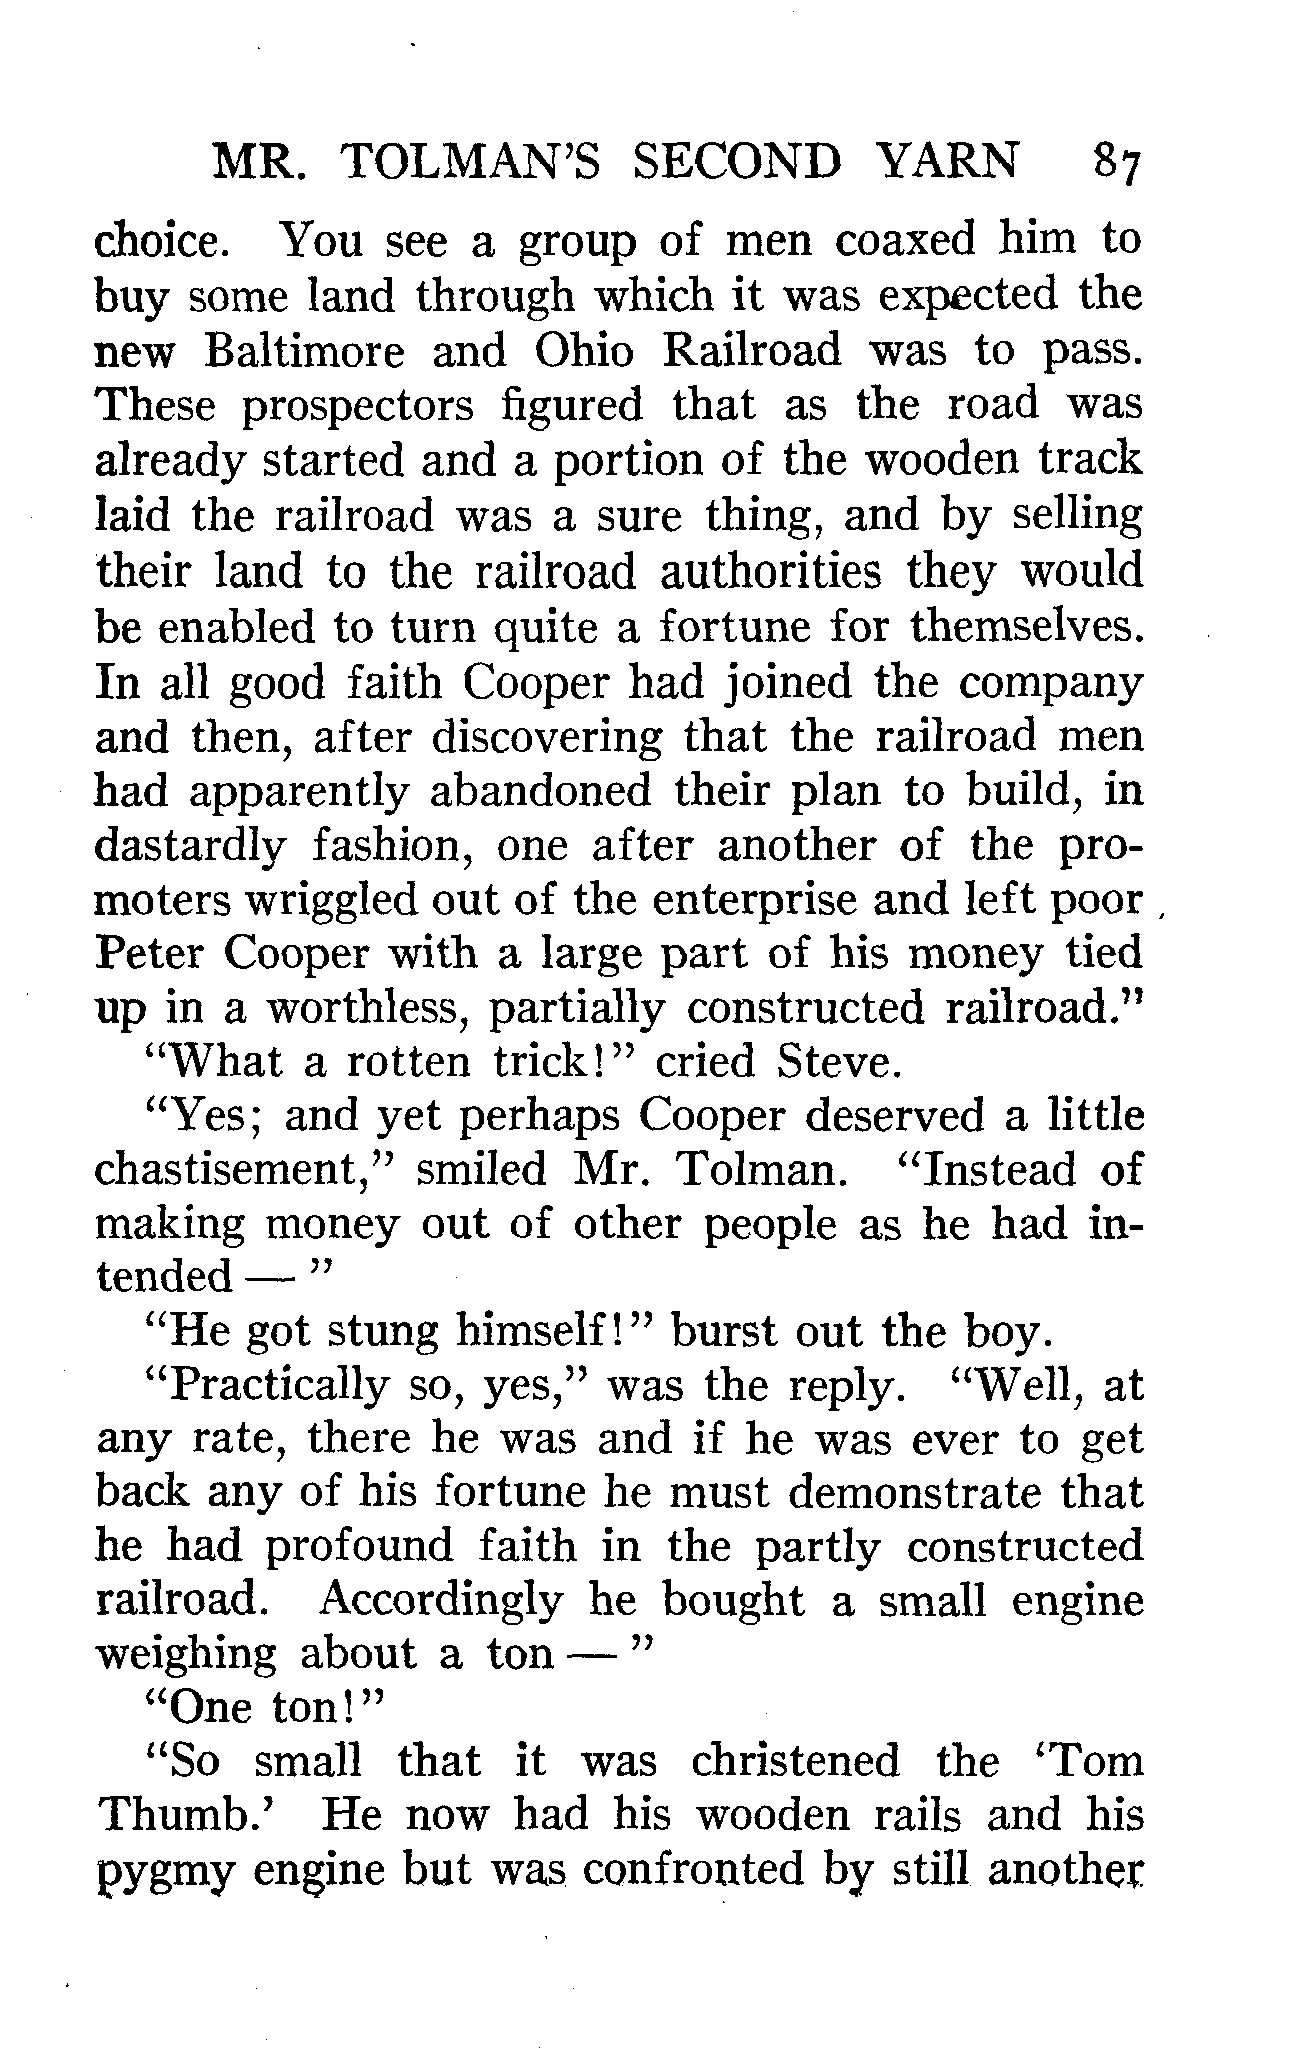 MR. TOLMAN'S SECOND YARN 87
choice. You see a group of men coaxed him to
buy some land through which it was expected the
new Baltimore and Ohio Railroad was to pass.
These prospectors figured that as the road was
already started and a portion of the wooden track
laid the railroad was a sure thing, and by selling
their land to the railroad authorities they would
be enabled to turn quite a fortune for themselves.
In all good faith Cooper had joined the company
and then, after discovering that the railroad men
had apparently abandoned their plan to build, in
dastardly fashion, one after another of the pro-
moters wriggled out of the enterprise and left poor
Peter Cooper with a large part of his money tied
up in a worthless, partially constructed railroad."
"What a rotten trick!" cried Steve.
"Yes; and yet perhaps Cooper deserved a little
chastisement," smiled Mr. Tolman. "Instead of
making money out of other people as he had in-
tended — "
"He got stung himself!" burst out the boy.
"Practically so, yes," was the reply. "Well, at
any rate, there he was and if he was ever to get
back any of his fortune he must demonstrate that
he had profound faith in the partly constructed
railroad. Accordingly he bought a small engine
weighing about a ton — "
"One ton!"
"So small that it was christened the 'Tom
Thumb.' He now had his wooden rails and his
pygmy engine but was confronted by still another